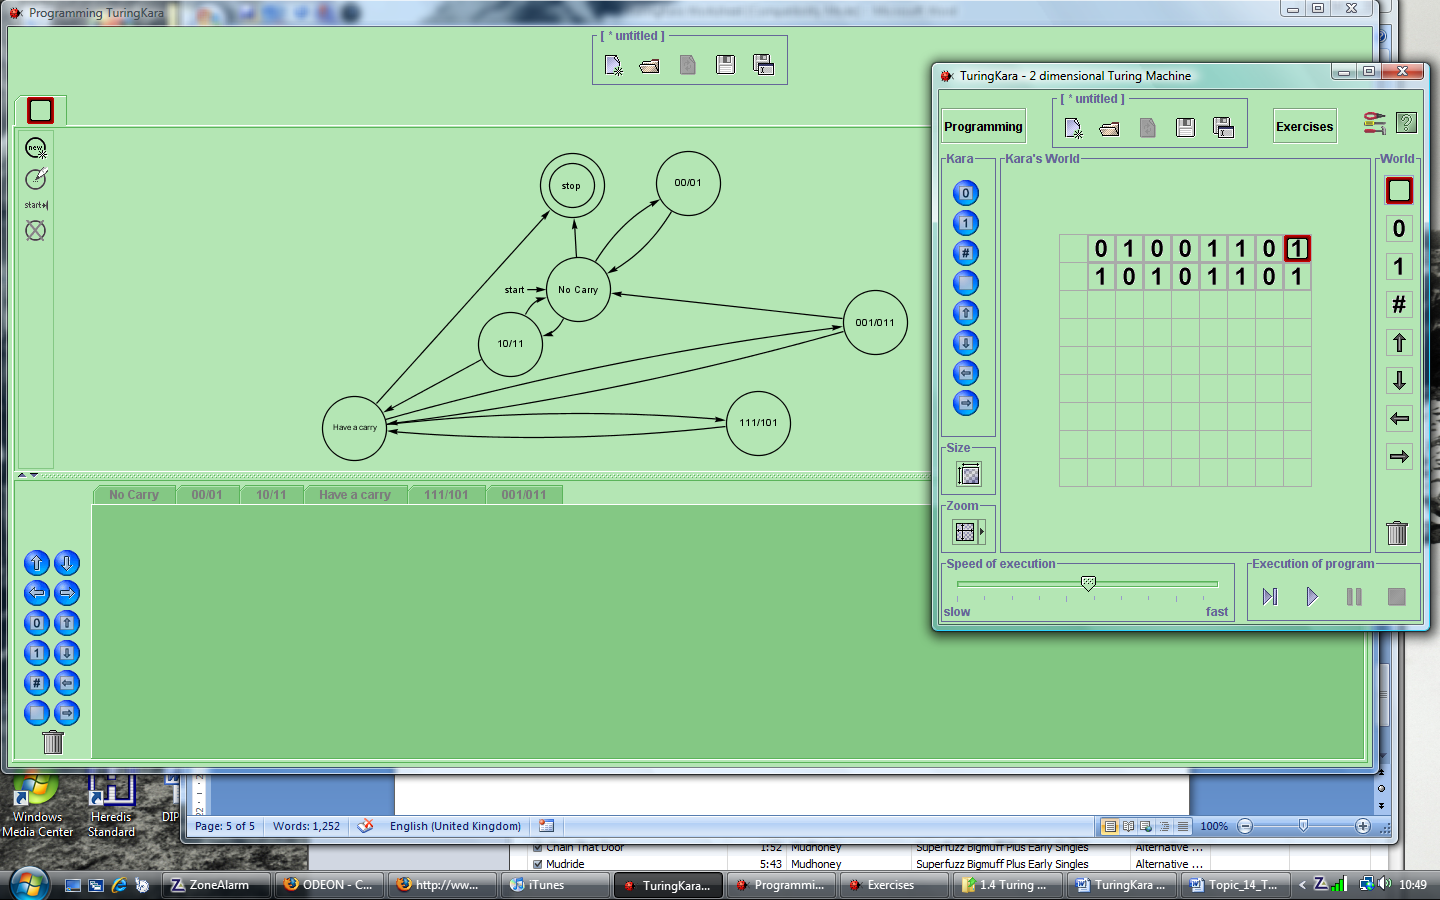 Programming TuringKara
[ * untitled ]
new
start
stop
00/01
start
No Carry
10/11
001/011
Have a carry
111/101
No Carry
00/01
10/11
Have a carry
111/101
001/011
0
1
#
TuringKara - 2 dimensional Turing Machine
Programming
[ * untitled ]
Exercises
?
Kara
Kara's World
World
0
1
#
0 1 0 0 1 1 0 1
1 0 1 0 1 1 0 1
0
1
#
Size
Zoom
Speed of execution
slow
fast
Execution of program
Windows
Media Center
Heredis
Standard
DIP
Page: 5 of 5
Words: 1,252
English (United Kingdom)
100%
Chain That Door 1:52 Mudhoney Superfuzz Bigmuff Plus Early Singles Alternative ...
Mudride 5:43 Mudhoney Superfuzz Bigmuff Plus Early Singles Alternative ...
ZoneAlarm
ODEON - C...
http://ww...
iTunes
TuringKara...
Programmi...
Exercises
1.4 Turing ...
TuringKara ...
Topic_14_T...
10:49